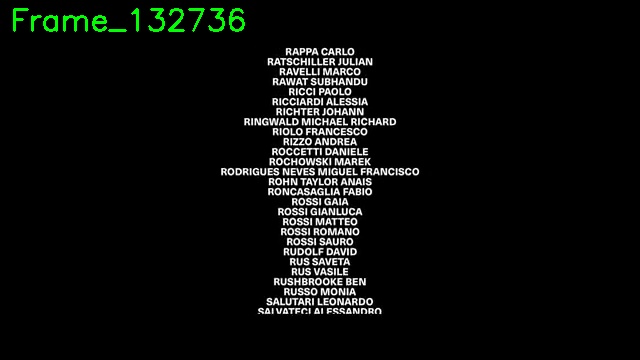 Frame_132736
RAPPA CARLO
RATSCHILLER JULIAN
RAVELLI MARCO
RAWAT SUBHANDU
RICCI PAOLO
RICCIARDI ALESSIA
RICHTER JOHANN
RINGWALD MICHAEL RICHARD
RIOLO FRANCESCO
RIZZO ANDREA
ROCCETTI DANIELE
ROCHOWSKI MAREK
RODRIGUES NEVES MIGUEL FRANCISCO
ROHN TAYLOR ANAIS
RONCASAGLIA FABIO
ROSSI GAIA
ROSSI GIANLUCA
ROSSI MATTEO
ROSSI ROMANO
ROSSI SAURO
RUDOLF DAVID
RUS SAVETA
RUS VASILE
RUSHBROOKE BEN
RUSSO MONIA
SALUTARI LEONARDO
SALVATECI ALESSANDRO